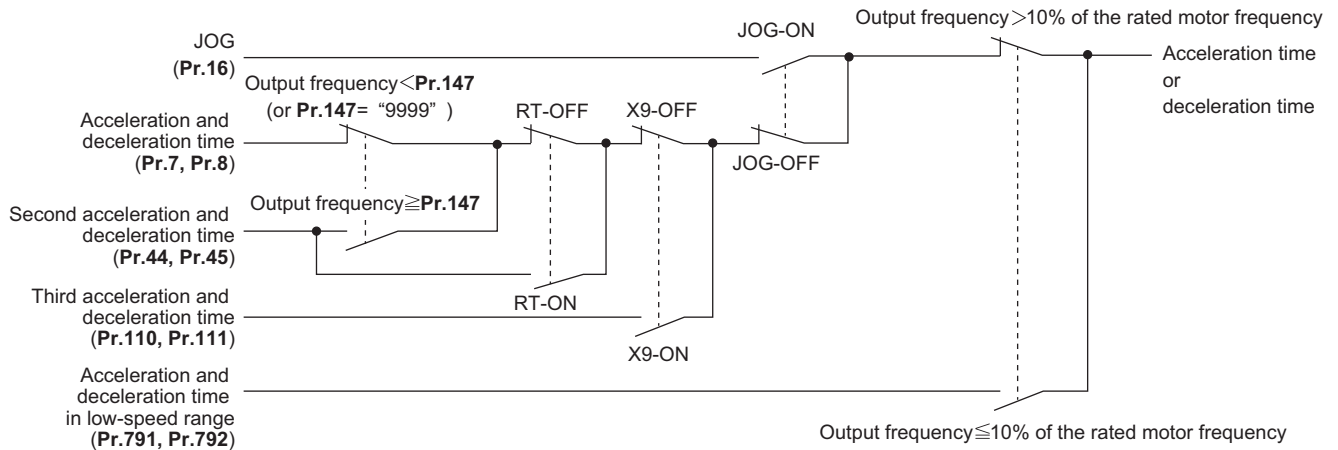 Output frequency＞10% of the rated motor frequency
JOG-ON
JOG
(Pr.16)
Acceleration time
or
deceleration time
Output frequency＜Pr.147
(or Pr.147= “9999” )
RT-OFF
X9-OFF
Acceleration and
deceleration time
(Pr.7, Pr.8)
JOG-OFF
Output frequency≧Pr.147
Second acceleration and
deceleration time
(Pr.44, Pr.45)
RT-ON
Third acceleration and
deceleration time
(Pr.110, Pr.111)
X9-ON
Acceleration and
deceleration time
in low-speed range
(Pr.791, Pr.792)
Output frequency≦10% of the rated motor frequency